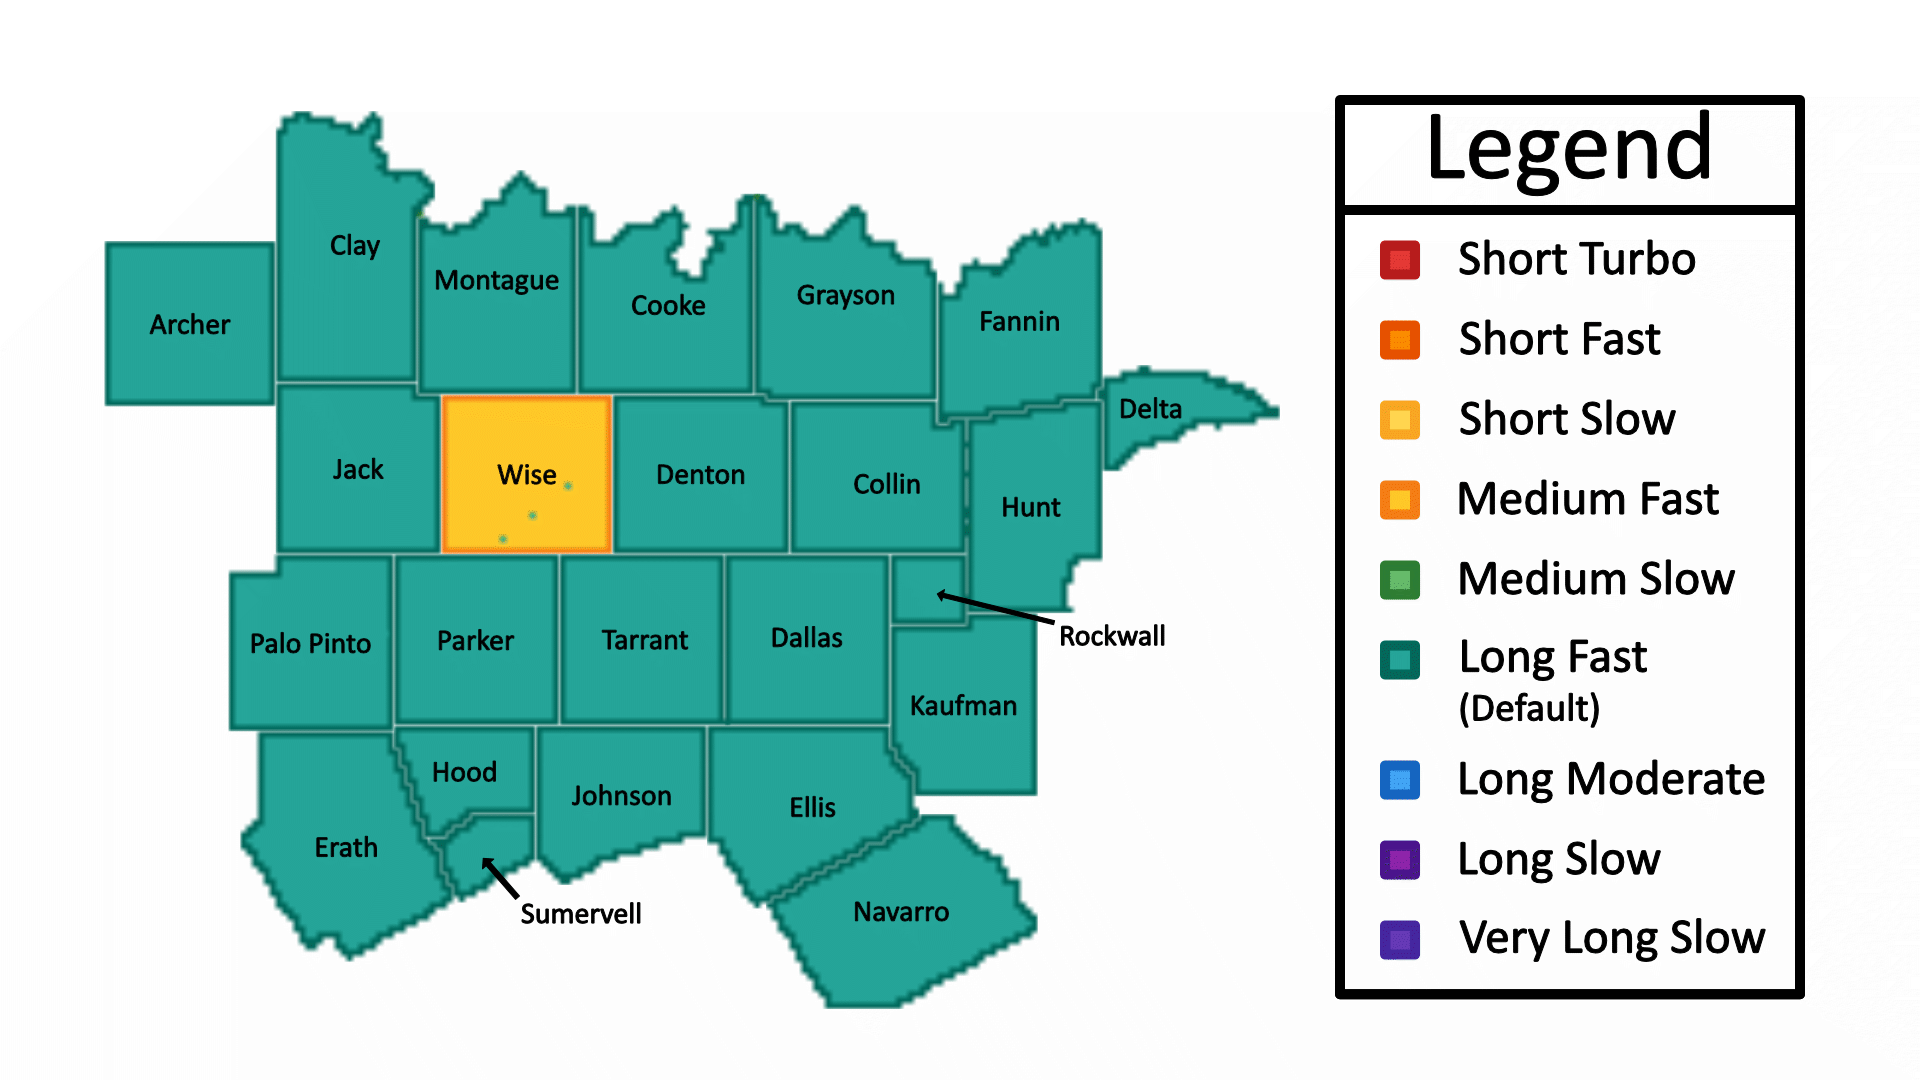 Clay
Montague
Cooke
Grayson
Fannin
Archer
Delta
Jack
Wise
Denton
Collin
Hunt
Palo Pinto
Parker
Tarrant
Dallas
Rockwall
Kaufman
Hood
Johnson
Ellis
Erath
Sumervell
Navarro
Legend
Short Turbo
Short Fast
Short Slow
Medium Fast
Medium Slow
Long Fast
(Default)
Long Moderate
Long Slow
Very Long Slow